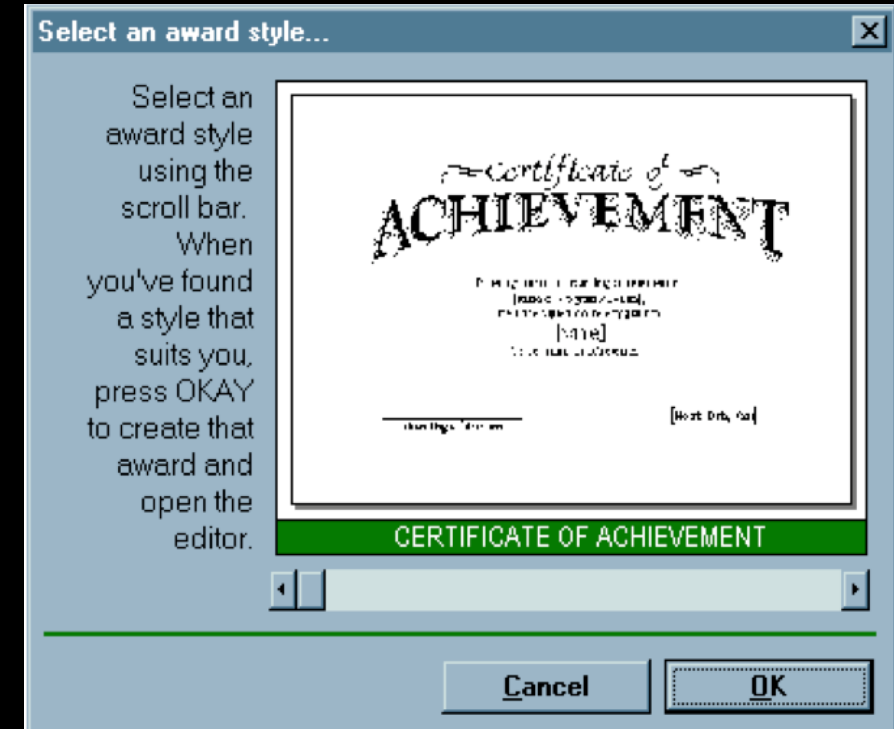 Select an award style...
Select an
award style
using the
scroll bar.
When
you've found
a style that
suits you,
press OKAY
to create that
award and
open the
editor.
Certificate of
ACHIEVEMENT
CERTIFICATE OF ACHIEVEMENT
Cancel
OK